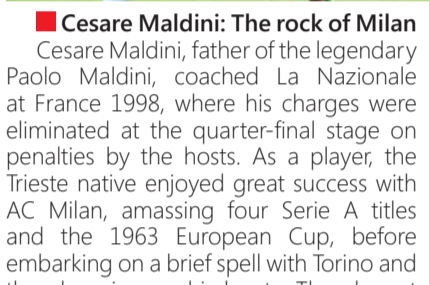 Cesare Maldini: The rock of Milan
Cesare Maldini, father of the legendary
Paolo Maldini, coached La Nazionale
at France 1998, where his charges were
eliminated at the quarter-final stage on
penalties by the hosts. As a player, the
Trieste native enjoyed great success with
AC Milan, amassing four Serie A titles
and the 1963 European Cup, before
embarking on a brief spell with Torino and